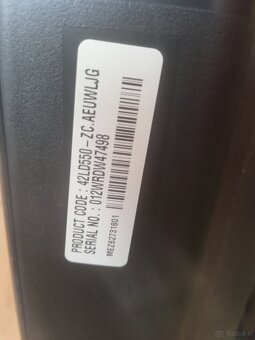 PRODUCT CODE : 42LD550-ZC.AEUWLJG
SERIAL NO. : 012WRDW47498
MEZ62731801